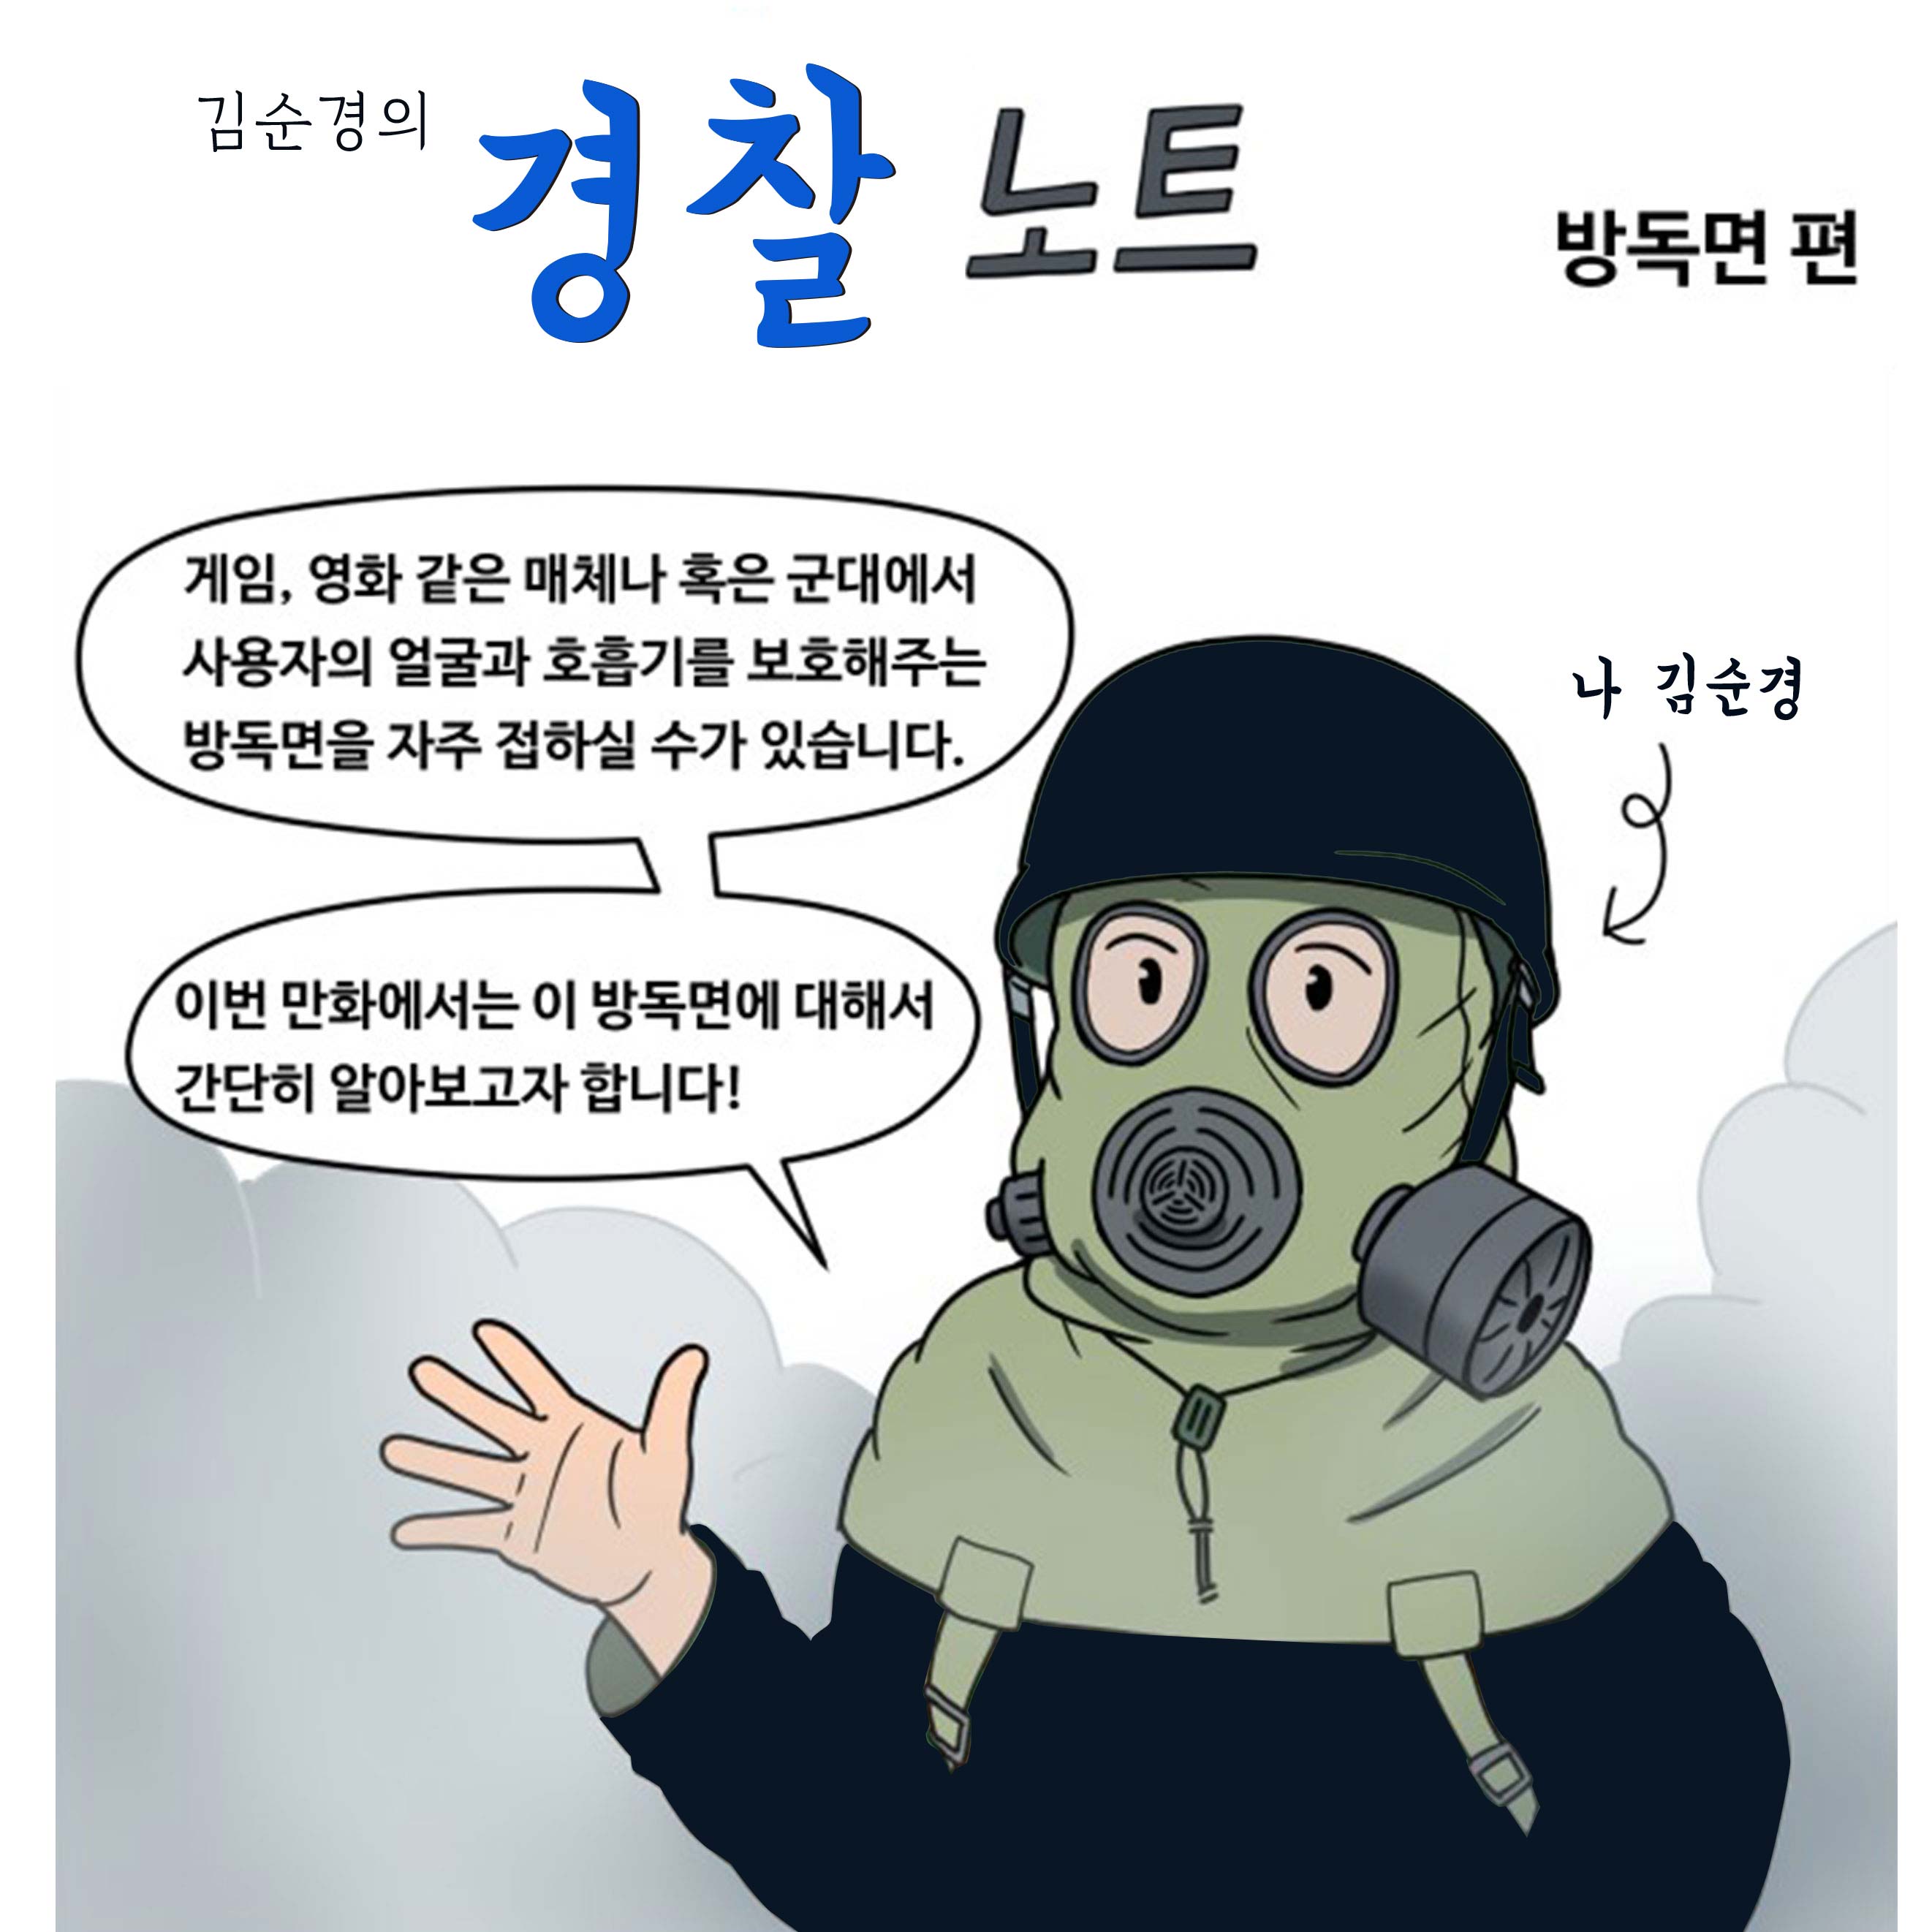 김순경의 경찰 노트
방독면 편
게임, 영화 같은 매체나 혹은 군대에서
사용자의 얼굴과 호흡기를 보호해주는
방독면을 자주 접하실 수가 있습니다.
나 김순경
이번 만화에서는 이 방독면에 대해서
간단히 알아보고자 합니다!